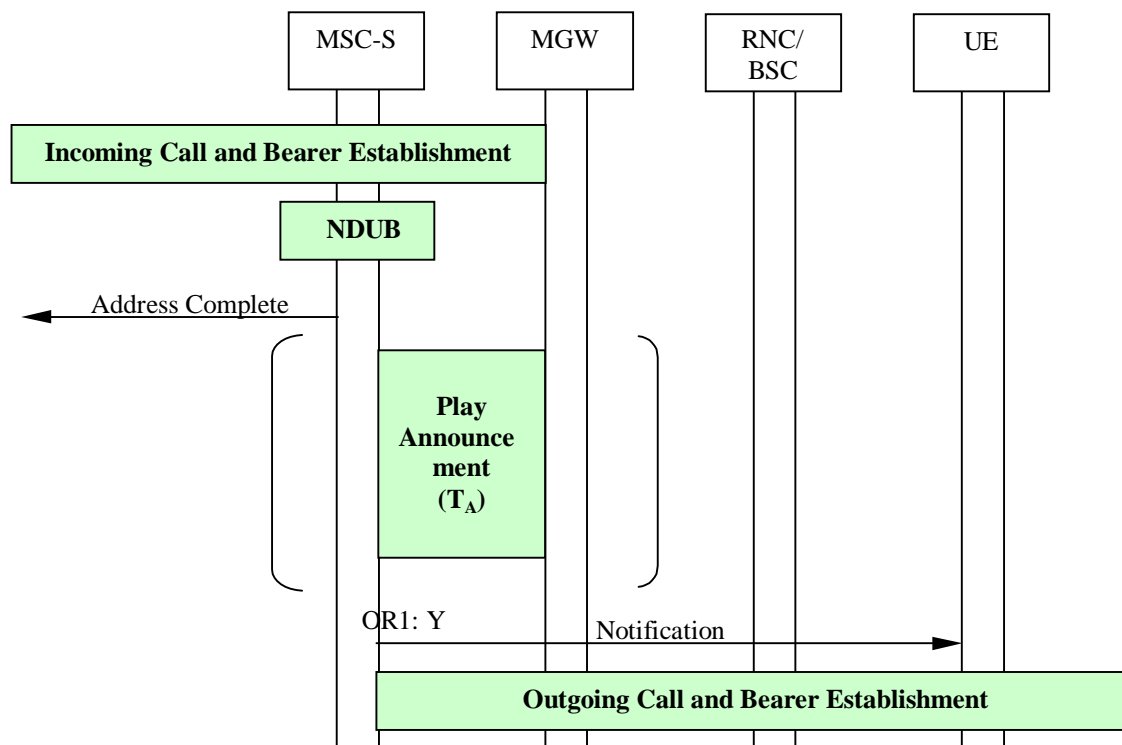 MSC-S
MGW
RNC/
BSC
UE
Incoming Call and Bearer Establishment
NDUB
Address Complete
Play
Announce
ment
(T_A)
OR1: Y
Notification
Outgoing Call and Bearer Establishment